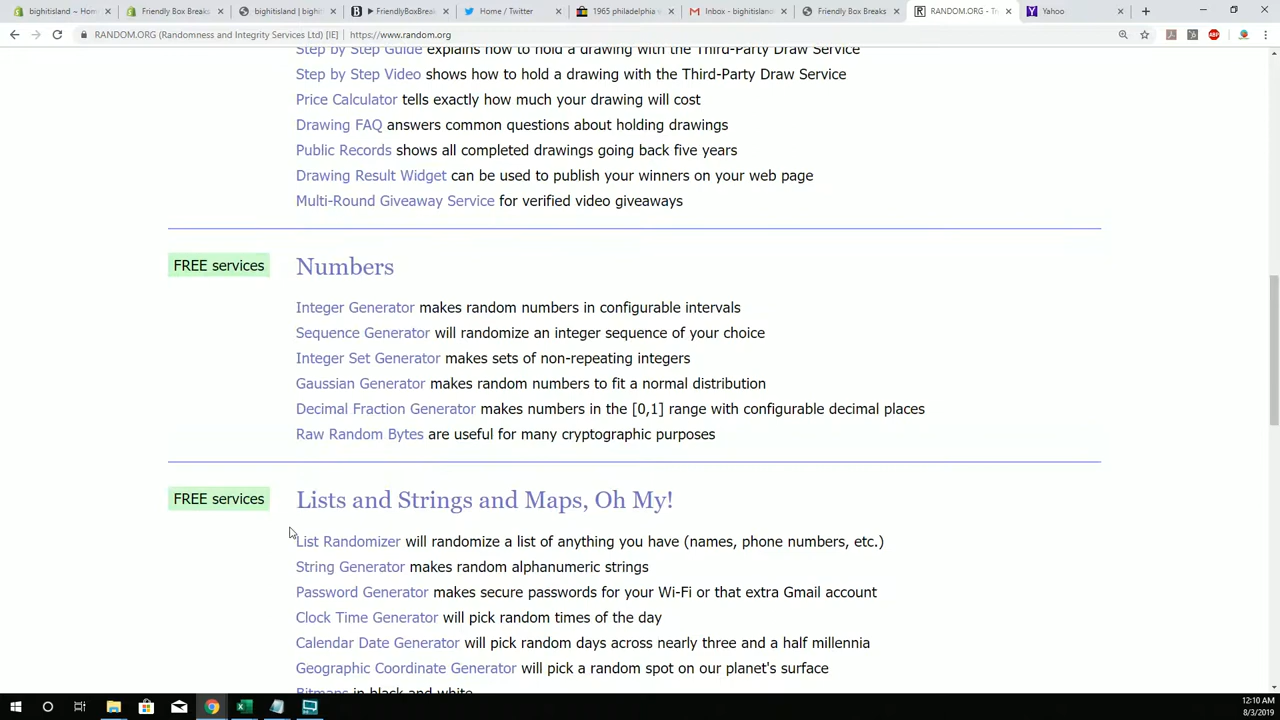 bighitisland ~ Hom
Friendly Box Breaks
bighitisland | bighit
FriendlyBoxBreak
Home / Twitter
1965 philadelphia
Inbox - bighitisland
Friendly Box Breaks
RANDOM.ORG - Tr
Yahoo
RANDOM.ORG (Randomness and Integrity Services Ltd) [IE] | https://www.random.org
Step by Step Guide explains how to hold a drawing with the Third-Party Draw Service
Step by Step Video shows how to hold a drawing with the Third-Party Draw Service
Price Calculator tells exactly how much your drawing will cost
Drawing FAQ answers common questions about holding drawings
Public Records shows all completed drawings going back five years
Drawing Result Widget can be used to publish your winners on your web page
Multi-Round Giveaway Service for verified video giveaways
FREE services
Numbers
Integer Generator makes random numbers in configurable intervals
Sequence Generator will randomize an integer sequence of your choice
Integer Set Generator makes sets of non-repeating integers
Gaussian Generator makes random numbers to fit a normal distribution
Decimal Fraction Generator makes numbers in the [0,1] range with configurable decimal places
Raw Random Bytes are useful for many cryptographic purposes
FREE services
Lists and Strings and Maps, Oh My!
List Randomizer will randomize a list of anything you have (names, phone numbers, etc.)
String Generator makes random alphanumeric strings
Password Generator makes secure passwords for your Wi-Fi or that extra Gmail account
Clock Time Generator will pick random times of the day
Calendar Date Generator will pick random days across nearly three and a half millennia
Geographic Coordinate Generator will pick a random spot on our planet's surface
Bitmaps in black and white
12:10 AM
8/3/2019